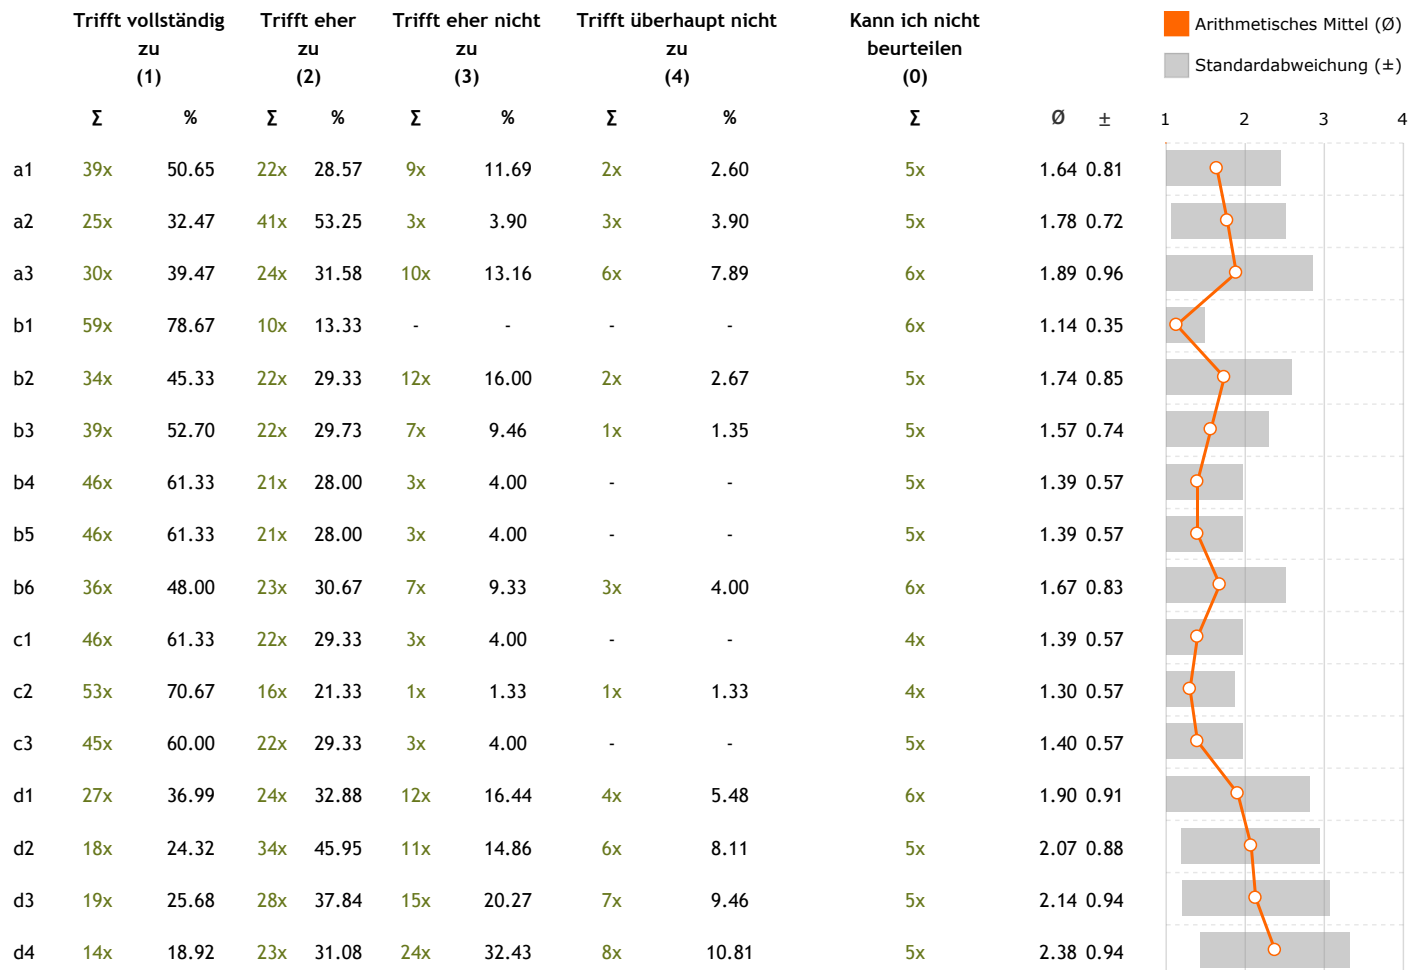 Trifft vollständig zu (1) Trifft eher zu (2) Trifft eher nicht zu (3) Trifft überhaupt nicht zu (4) Kann ich nicht beurteilen (0)
Arithmetisches Mittel (Ø)
Standardabweichung (±)
Σ % Σ % Σ % Σ % Σ Ø ± 1 2 3 4
a1 39x 50.65 22x 28.57 9x 11.69 2x 2.60 5x 1.64 0.81
a2 25x 32.47 41x 53.25 3x 3.90 3x 3.90 5x 1.78 0.72
a3 30x 39.47 24x 31.58 10x 13.16 6x 7.89 6x 1.89 0.96
b1 59x 78.67 10x 13.33 - - - - 6x 1.14 0.35
b2 34x 45.33 22x 29.33 12x 16.00 2x 2.67 5x 1.74 0.85
b3 39x 52.70 22x 29.73 7x 9.46 1x 1.35 5x 1.57 0.74
b4 46x 61.33 21x 28.00 3x 4.00 - - 5x 1.39 0.57
b5 46x 61.33 21x 28.00 3x 4.00 - - 5x 1.39 0.57
b6 36x 48.00 23x 30.67 7x 9.33 3x 4.00 6x 1.67 0.83
c1 46x 61.33 22x 29.33 3x 4.00 - - 4x 1.39 0.57
c2 53x 70.67 16x 21.33 1x 1.33 1x 1.33 4x 1.30 0.57
c3 45x 60.00 22x 29.33 3x 4.00 - - 5x 1.40 0.57
d1 27x 36.99 24x 32.88 12x 16.44 4x 5.48 6x 1.90 0.91
d2 18x 24.32 34x 45.95 11x 14.86 6x 8.11 5x 2.07 0.88
d3 19x 25.68 28x 37.84 15x 20.27 7x 9.46 5x 2.14 0.94
d4 14x 18.92 23x 31.08 24x 32.43 8x 10.81 5x 2.38 0.94